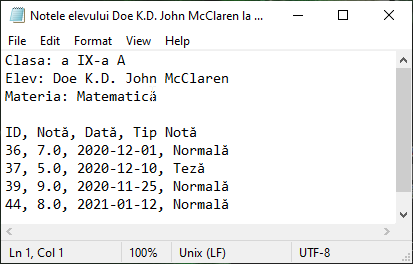 Notele elevului Doe K.D. John McClaren la ...
File Edit Format View Help
Clasa: a IX-a A
Elev: Doe K.D. John McClaren
Materia: Matematică
ID, Notă, Dată, Tip Notă
36, 7.0, 2020-12-01, Normală
37, 5.0, 2020-12-10, Teză
39, 9.0, 2020-11-25, Normală
44, 8.0, 2021-01-12, Normală
Ln 1, Col 1 100% Unix (LF) UTF-8